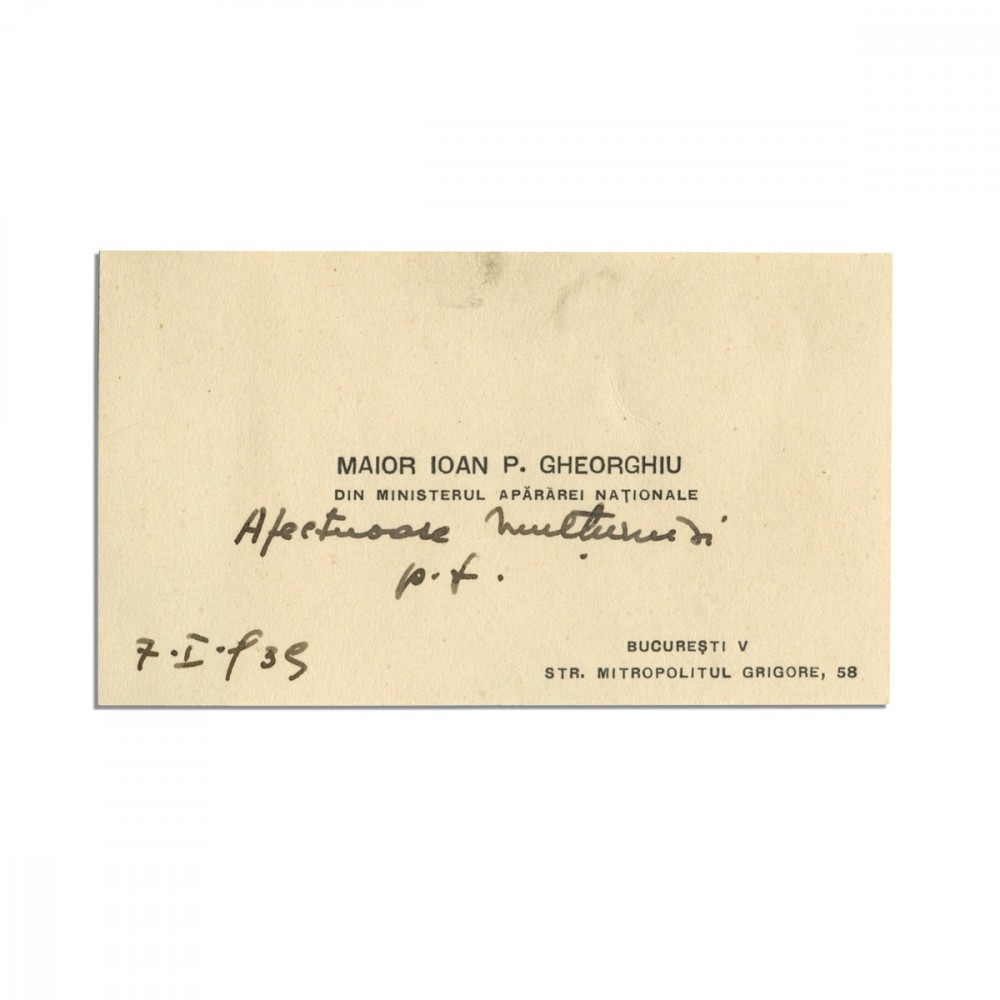 MAIOR IOAN P. GHEORGHIU
DIN MINISTERUL APĂRĂREI NAȚIONALE
Afectuoase mulțumiri
p.f.
7.I.939
BUCUREȘTI V
STR. MITROPOLITUL GRIGORE, 58